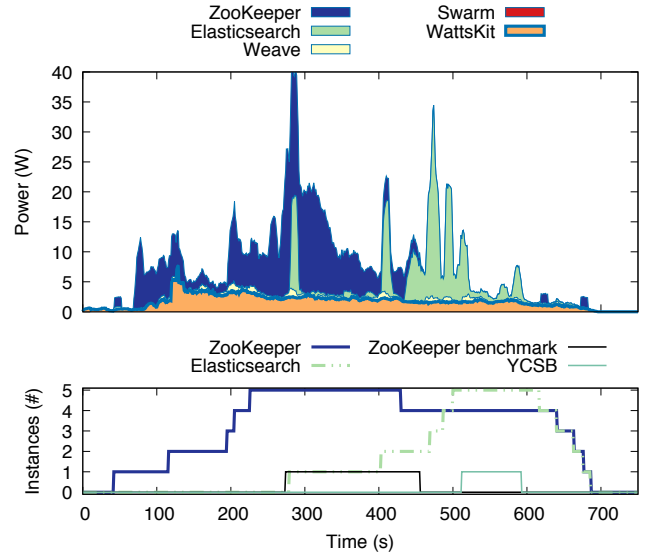 ZooKeeper Swarm
Elasticsearch WattsKit
Weave
40
35
30
25
20
15
10
5
0
Power (W)
ZooKeeper ZooKeeper benchmark
Elasticsearch YCSB
5
4
3
2
1
0
Instances (#)
0 100 200 300 400 500 600 700
Time (s)